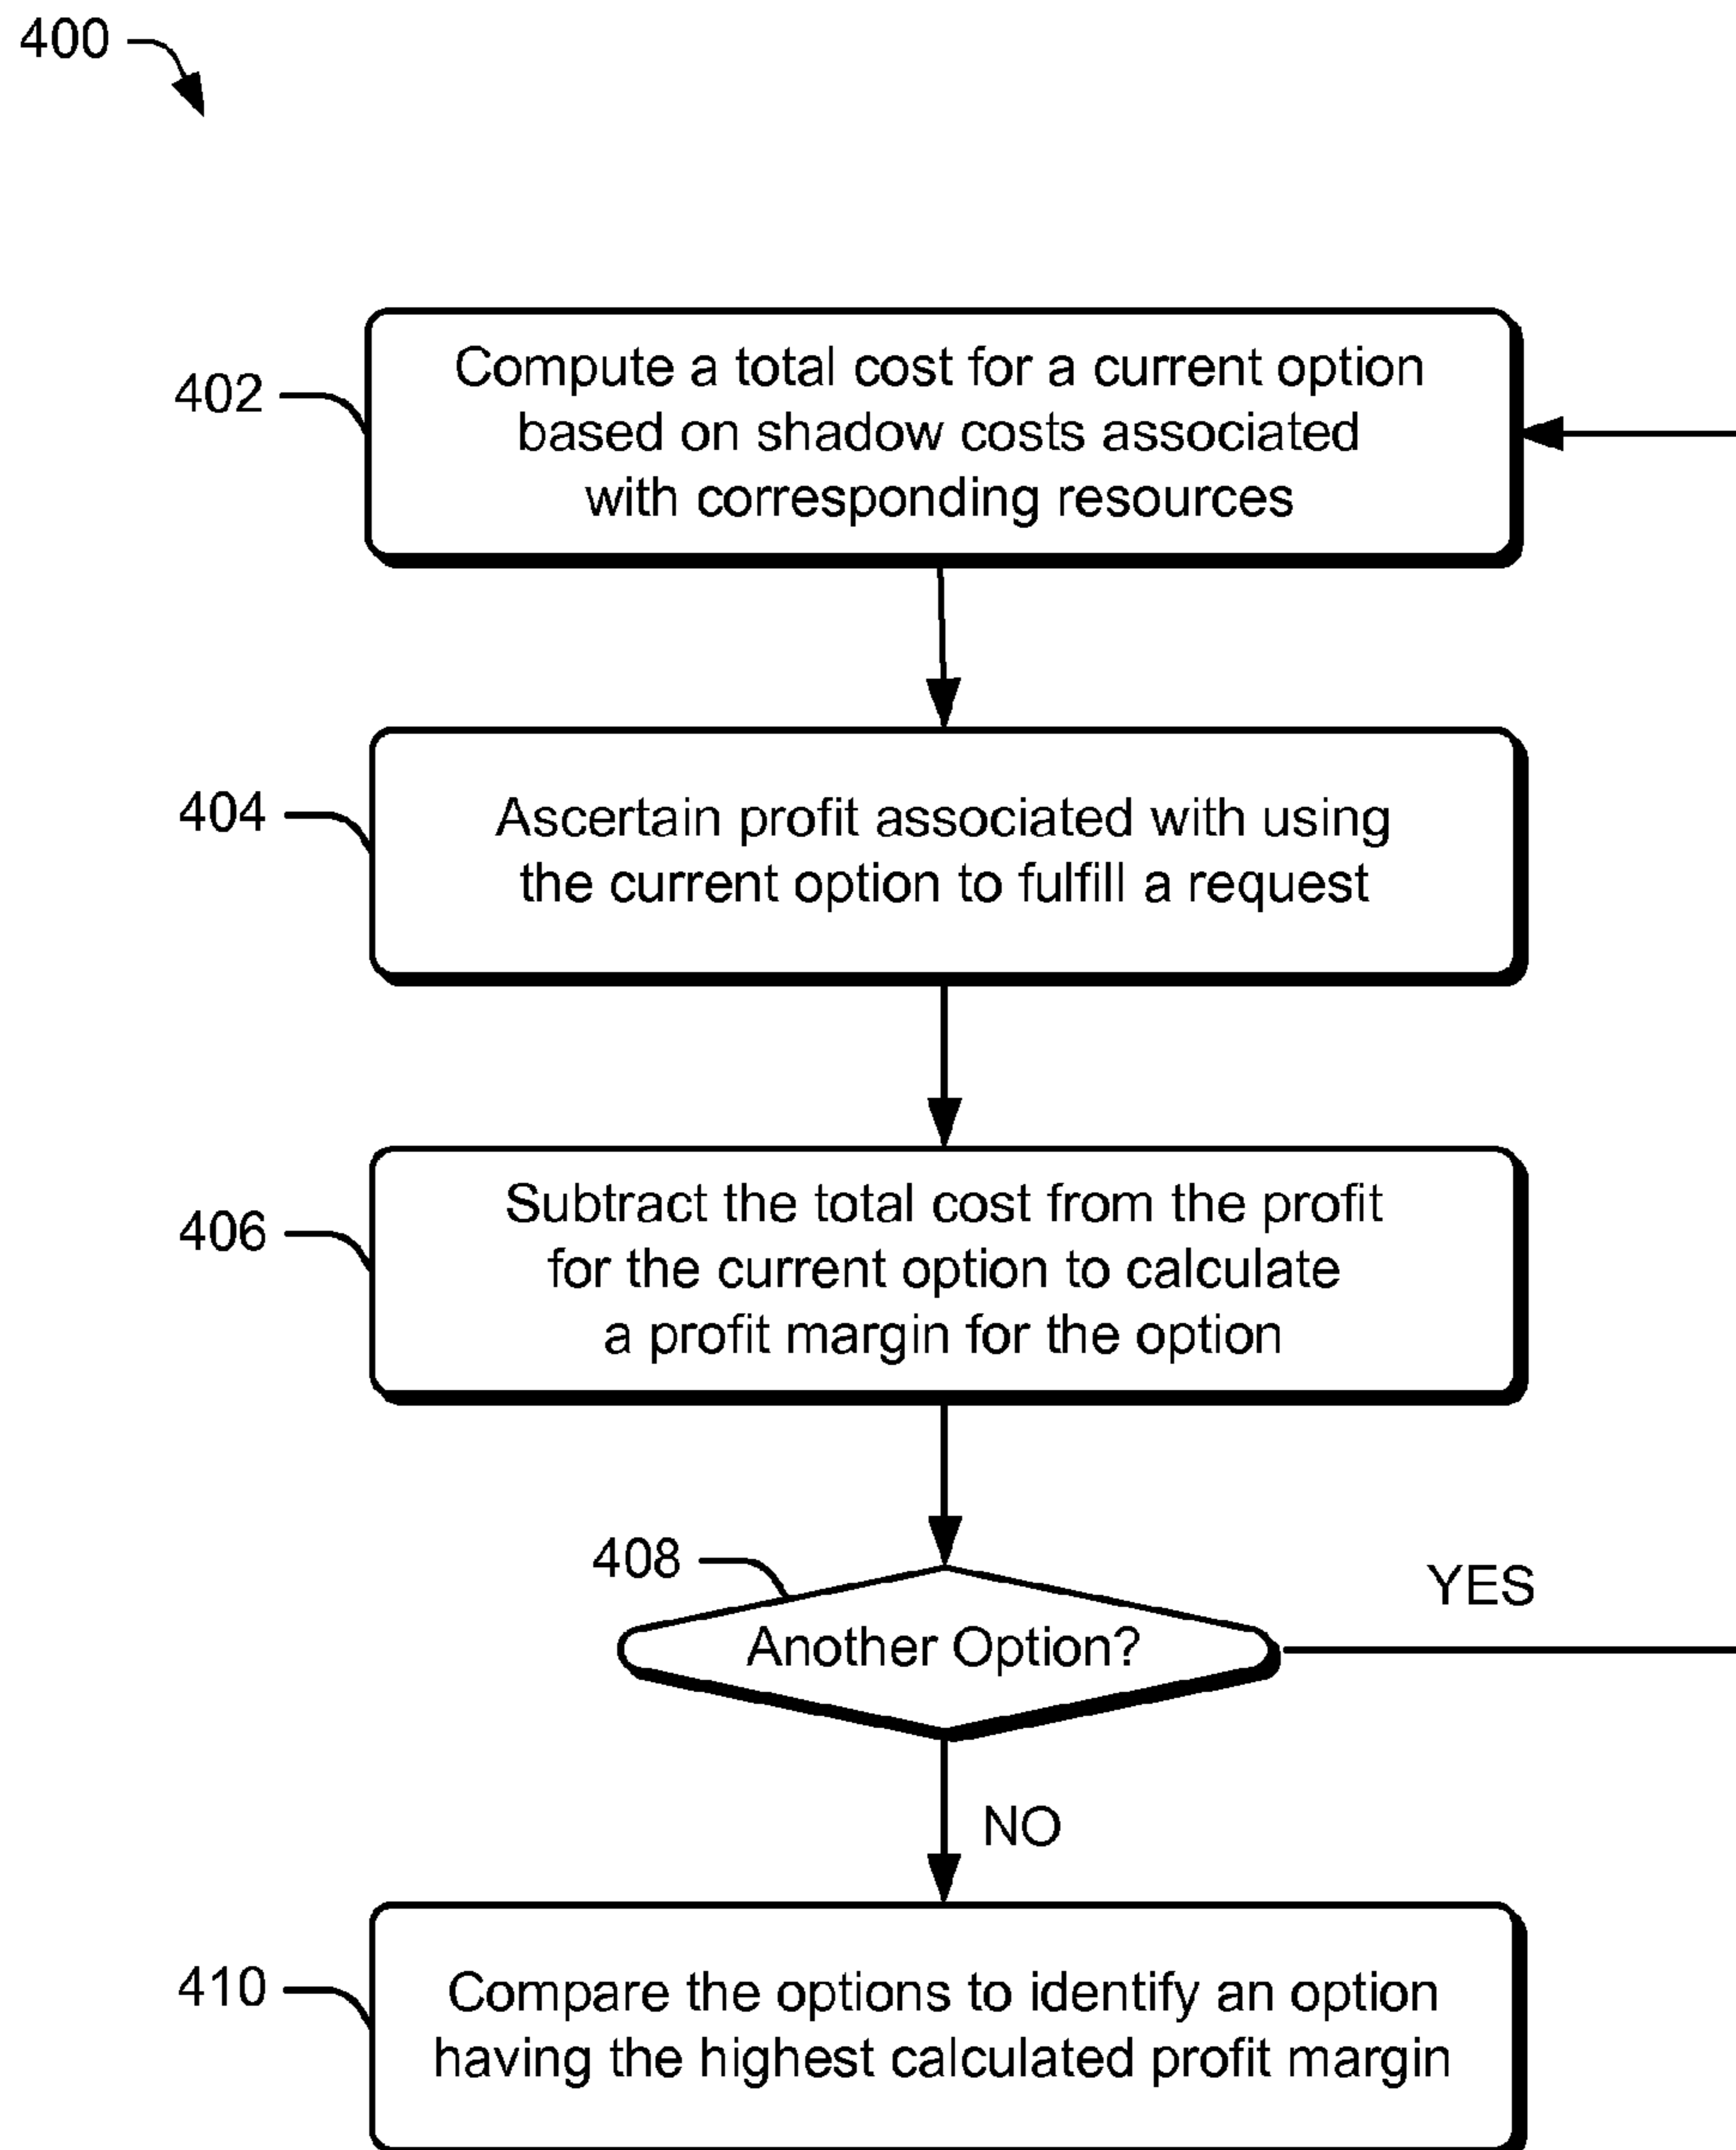 400
402
Compute a total cost for a current option
based on shadow costs associated
with corresponding resources
404
Ascertain profit associated with using
the current option to fulfill a request
406
Subtract the total cost from the profit
for the current option to calculate
a profit margin for the option
408
Another Option?
YES
NO
410
Compare the options to identify an option
having the highest calculated profit margin